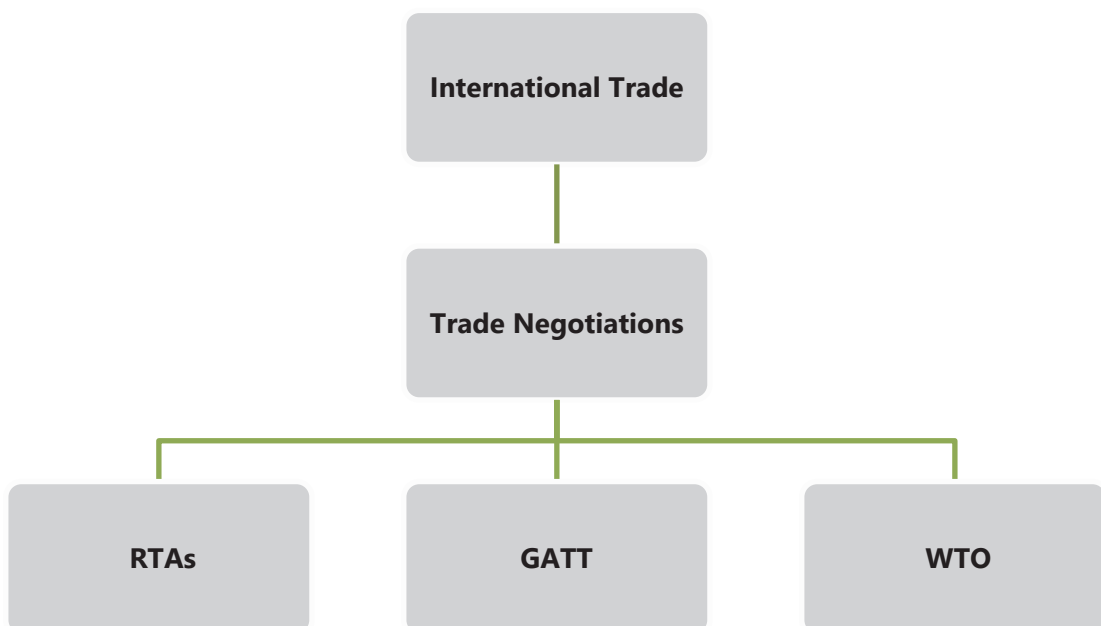 International Trade
Trade Negotiations
RTAs
GATT
WTO